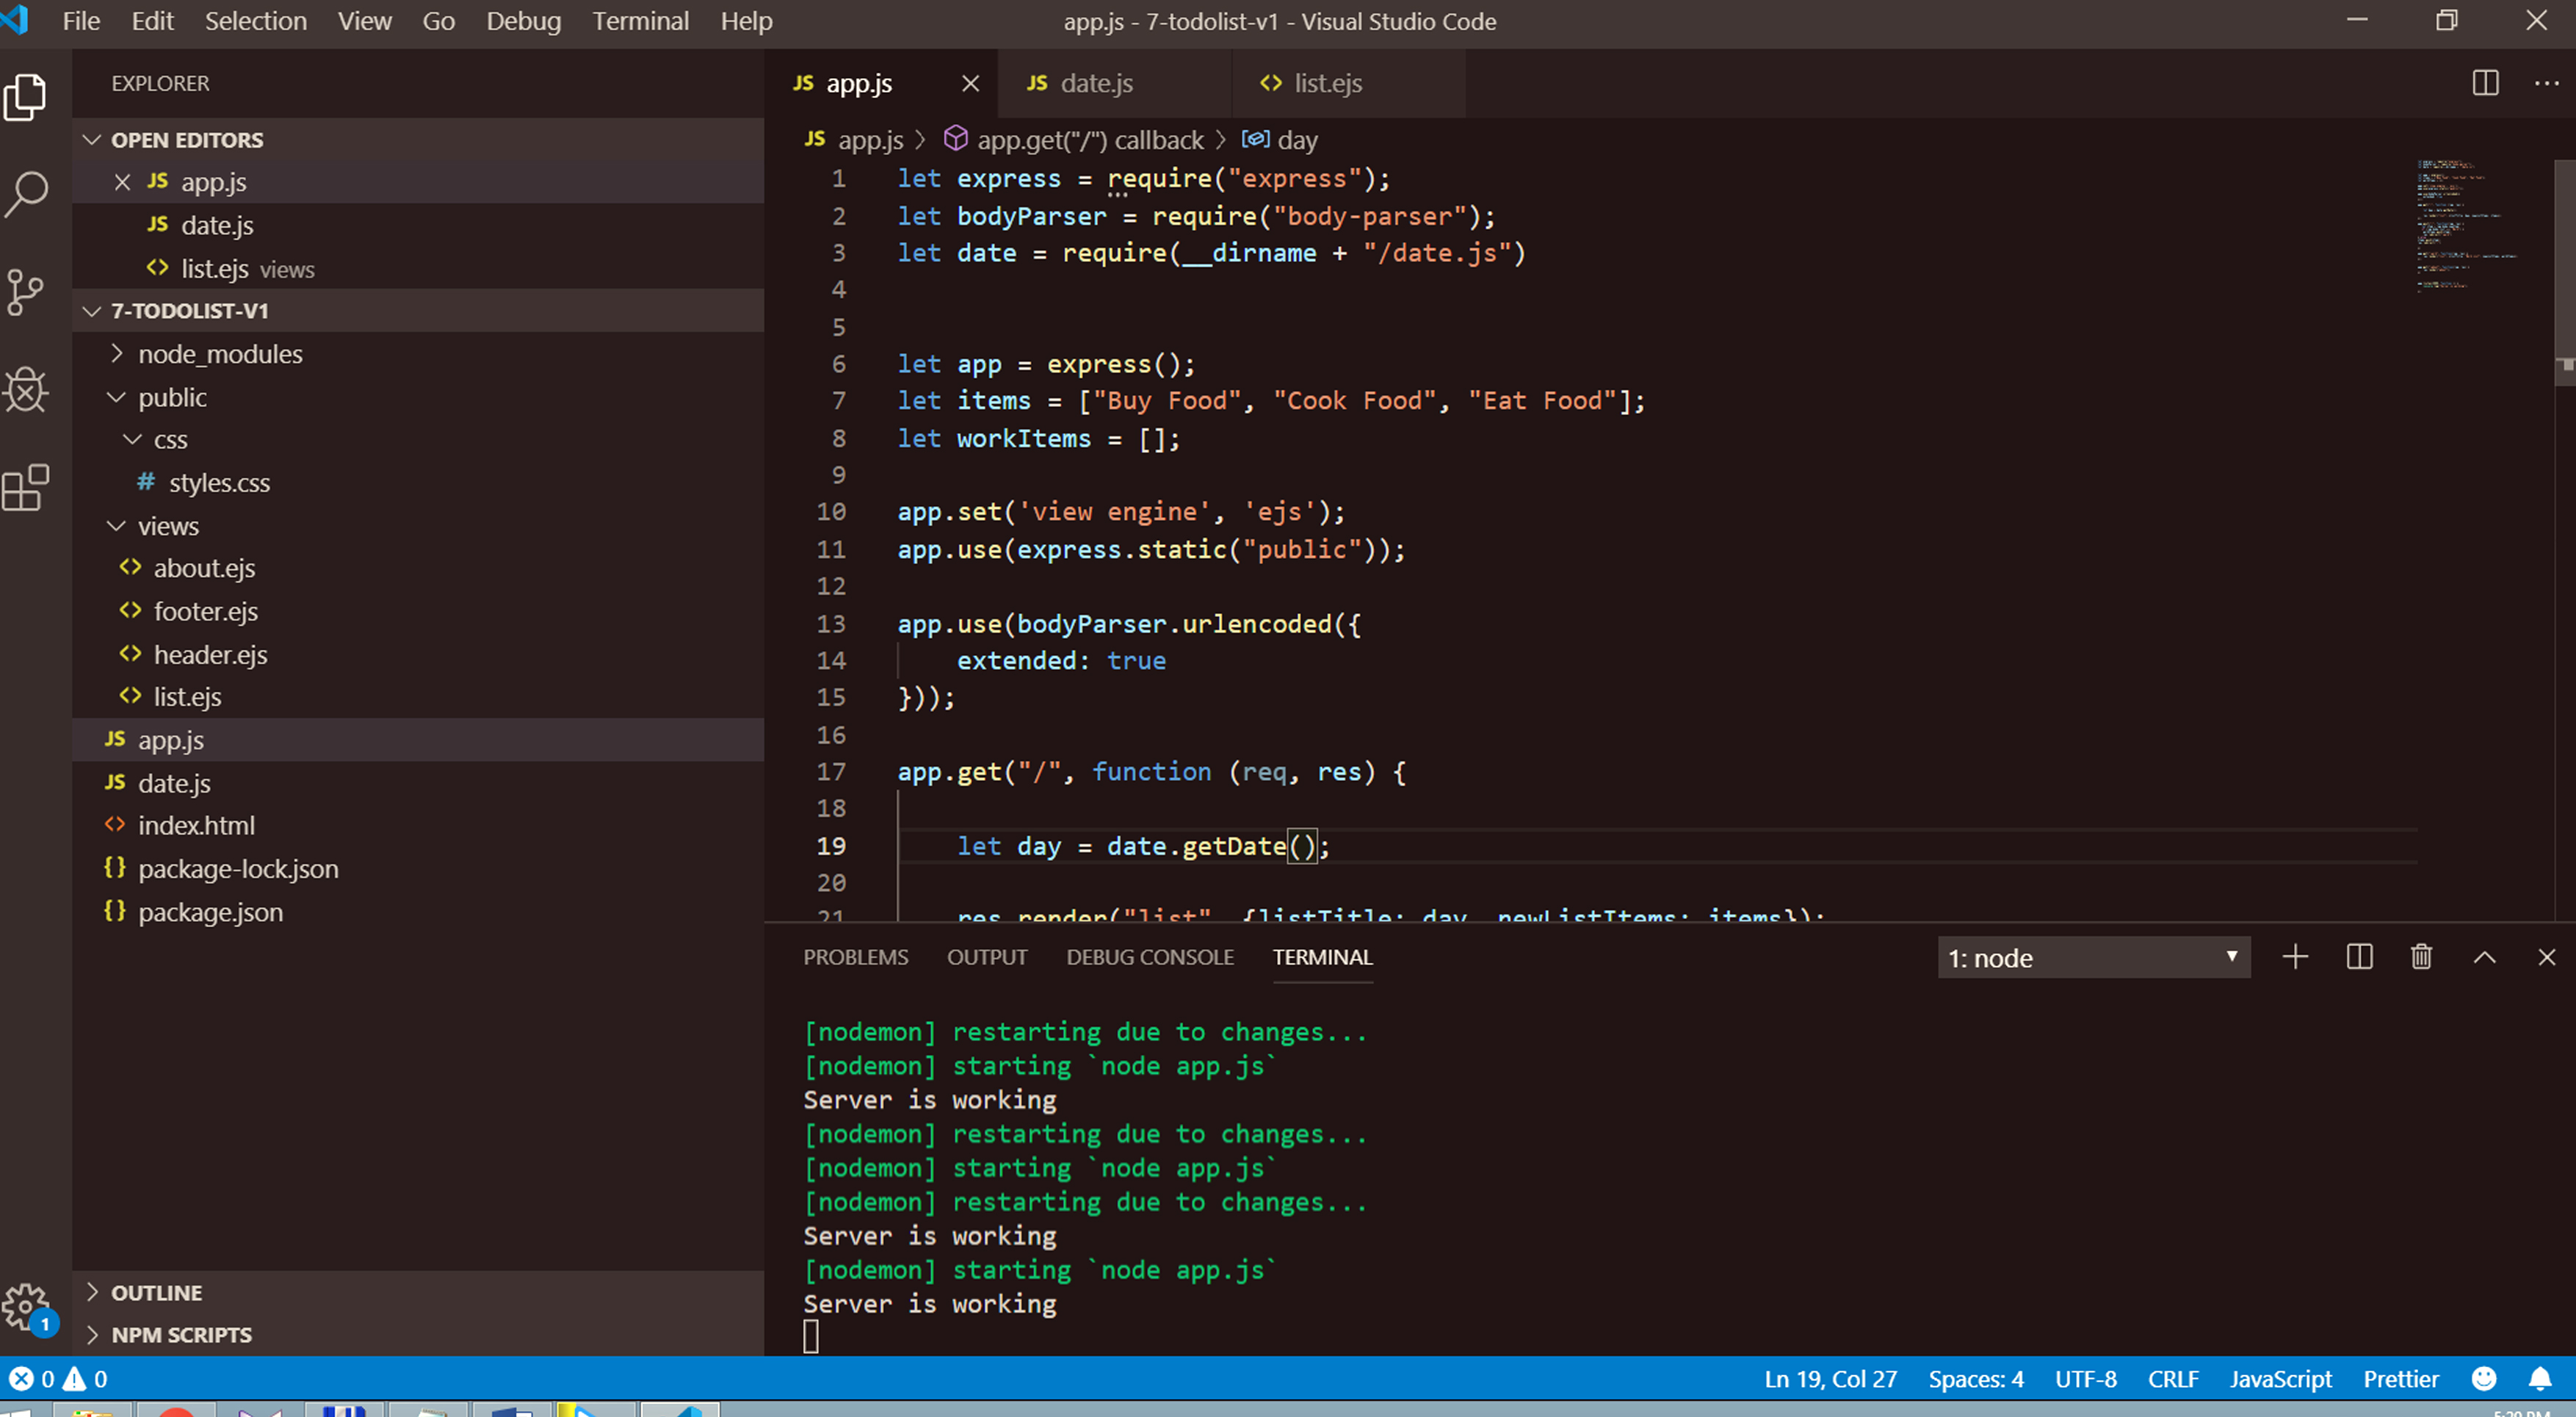 File Edit Selection View Go Debug Terminal Help
app.js - 7-todolist-v1 - Visual Studio Code
EXPLORER
OPEN EDITORS
JS app.js
JS date.js
<> list.ejs views
7-TODOLIST-V1
node_modules
public
css
# styles.css
views
<> about.ejs
<> footer.ejs
<> header.ejs
<> list.ejs
JS app.js
JS date.js
<> index.html
{} package-lock.json
{} package.json
OUTLINE
NPM SCRIPTS
1
JS app.js
JS date.js
<> list.ejs
JS app.js > app.get("/") callback > day
1 let express = require("express");
2 let bodyParser = require("body-parser");
3 let date = require(__dirname + "/date.js")
4
5
6 let app = express();
7 let items = ["Buy Food", "Cook Food", "Eat Food"];
8 let workItems = [];
9
10 app.set('view engine', 'ejs');
11 app.use(express.static("public"));
12
13 app.use(bodyParser.urlencoded({
14 extended: true
15 }));
16
17 app.get("/", function (req, res) {
18
19 let day = date.getDate();
20
21 res.render("list", {listTitle: day, newListItems: items});
PROBLEMS OUTPUT DEBUG CONSOLE TERMINAL
1: node
[nodemon] restarting due to changes...
[nodemon] starting `node app.js`
Server is working
[nodemon] restarting due to changes...
[nodemon] starting `node app.js`
[nodemon] restarting due to changes...
Server is working
[nodemon] starting `node app.js`
Server is working
0 0
Ln 19, Col 27 Spaces: 4 UTF-8 CRLF JavaScript Prettier